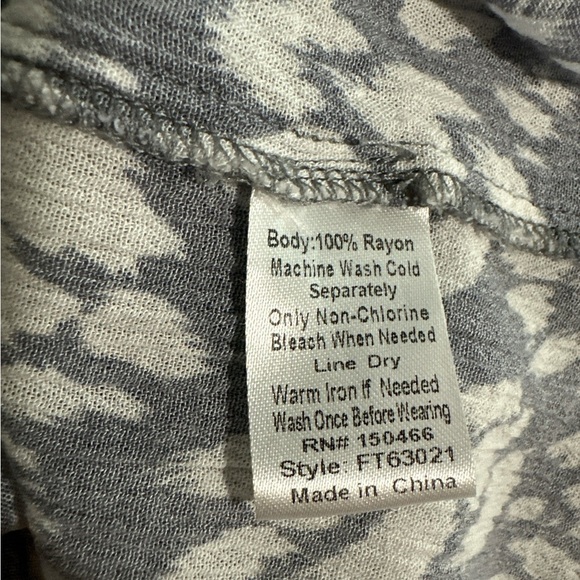 Body:100% Rayon
Machine Wash Cold
Separately
Only Non-Chlorine
Bleach When Needed
Line Dry
Warm Iron If Needed
Wash Once Before Wearing
RN# 150466
Style: FT63021
Made in China